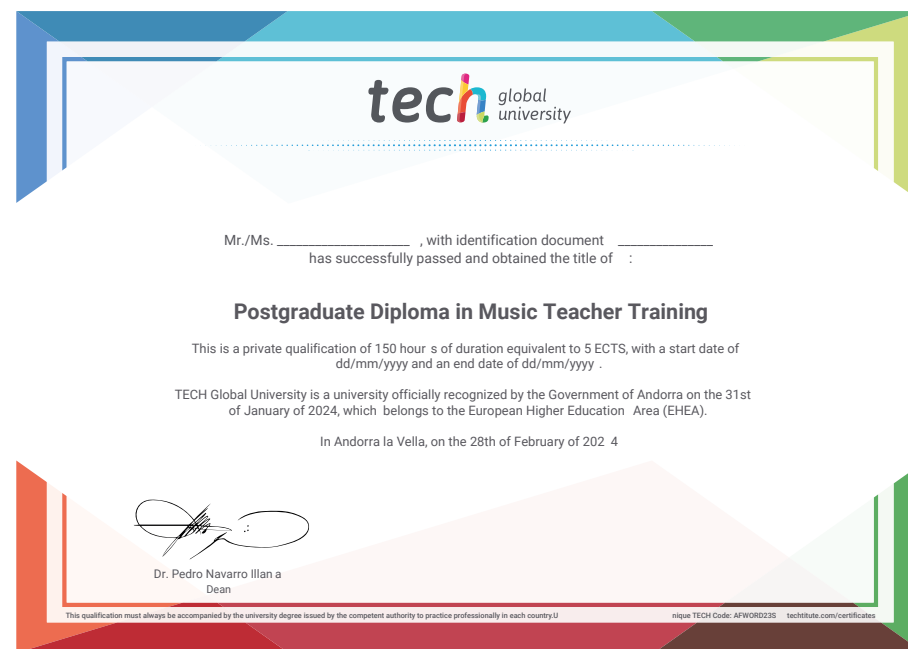 tech global university
Mr./Ms. _____________________ , with identification document _______________
has successfully passed and obtained the title of :
Postgraduate Diploma in Music Teacher Training
This is a private qualification of 150 hour s of duration equivalent to 5 ECTS, with a start date of
dd/mm/yyyy and an end date of dd/mm/yyyy .
TECH Global University is a university officially recognized by the Government of Andorra on the 31st
of January of 2024, which belongs to the European Higher Education Area (EHEA).
In Andorra la Vella, on the 28th of February of 202 4
Dr. Pedro Navarro Illan a
Dean
This qualification must always be accompanied by the university degree issued by the competent authority to practice professionally in each country.U nique TECH Code: AFWORD23S techtitute.com/certificates